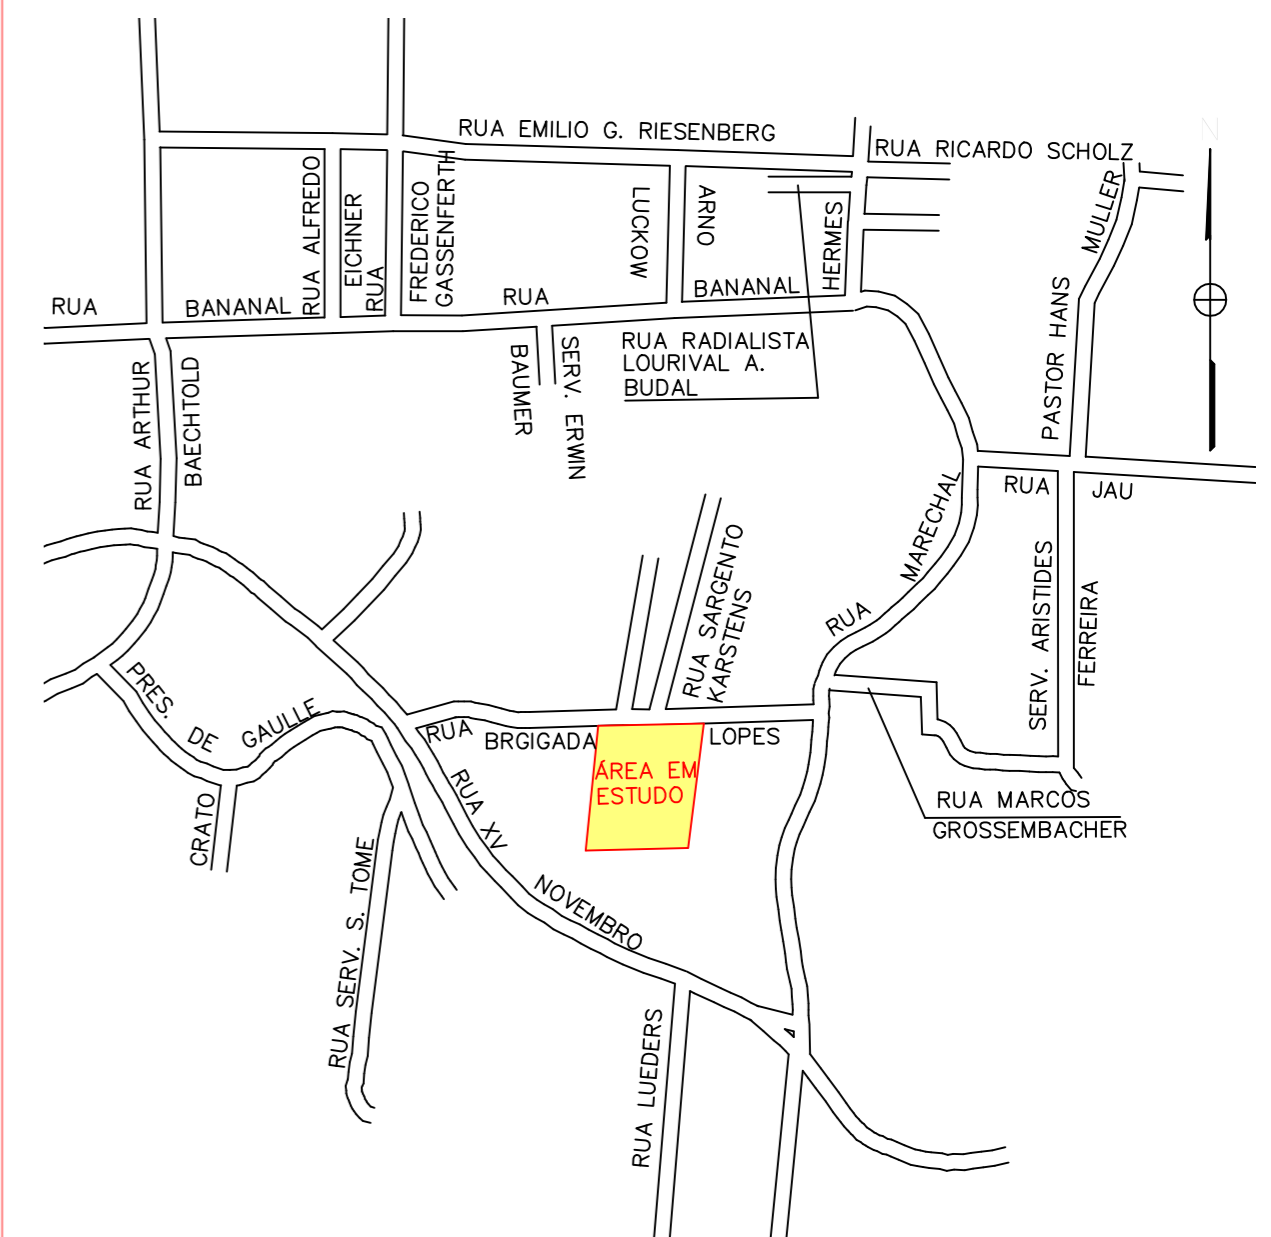 N
RUA EMILIO G. RIESENBERG
RUA RICARDO SCHOLZ
RUA ALFREDO
EICHNER
RUA
FREDERICO
GASSENFERTH
LUCKOW
ARNO
HERMES
MULLER
PASTOR HANS
RUA
BANANAL
RUA
BANANAL
RUA RADIALISTA
LOURIVAL A.
BUDAL
RUA ARTHUR
BAECHTOLD
BAUMER
SERV. ERWIN
RUA
JAU
MARECHAL
RUA
RUA SARGENTO
KARSTENS
SERV. ARISTIDES
FERREIRA
PRES.
DE
GAULLE
RUA
BRGIGADA
LOPES
ÁREA EM
ESTUDO
RUA XV
NOVEMBRO
CRATO
RUA SERV. S. TOME
RUA MARCOS
GROSSEMBACHER
RUA LUEDERS